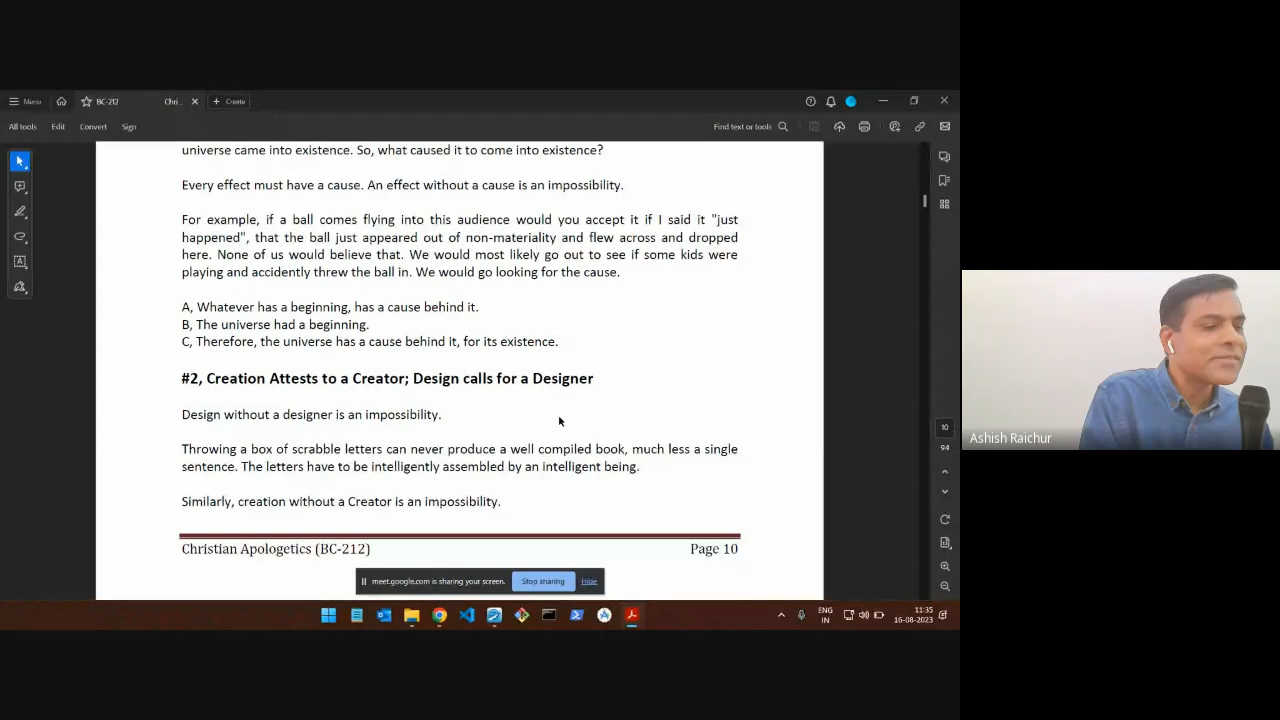 Menu
BC-212 Chri...
Create
All tools Edit Convert Sign
Find text or tools
universe came into existence. So, what caused it to come into existence?
Every effect must have a cause. An effect without a cause is an impossibility.
For example, if a ball comes flying into this audience would you accept it if I said it "just
happened", that the ball just appeared out of non-materiality and flew across and dropped
here. None of us would believe that. We would most likely go out to see if some kids were
playing and accidently threw the ball in. We would go looking for the cause.
A, Whatever has a beginning, has a cause behind it.
B, The universe had a beginning.
C, Therefore, the universe has a cause behind it, for its existence.
#2, Creation Attests to a Creator; Design calls for a Designer
Design without a designer is an impossibility.
Throwing a box of scrabble letters can never produce a well compiled book, much less a single
sentence. The letters have to be intelligently assembled by an intelligent being.
Similarly, creation without a Creator is an impossibility.
Christian Apologetics (BC-212) Page 10
10
94
meet.google.com is sharing your screen. Stop sharing Hide
ENG
IN
11:35
16-08-2023
Ashish Raichur